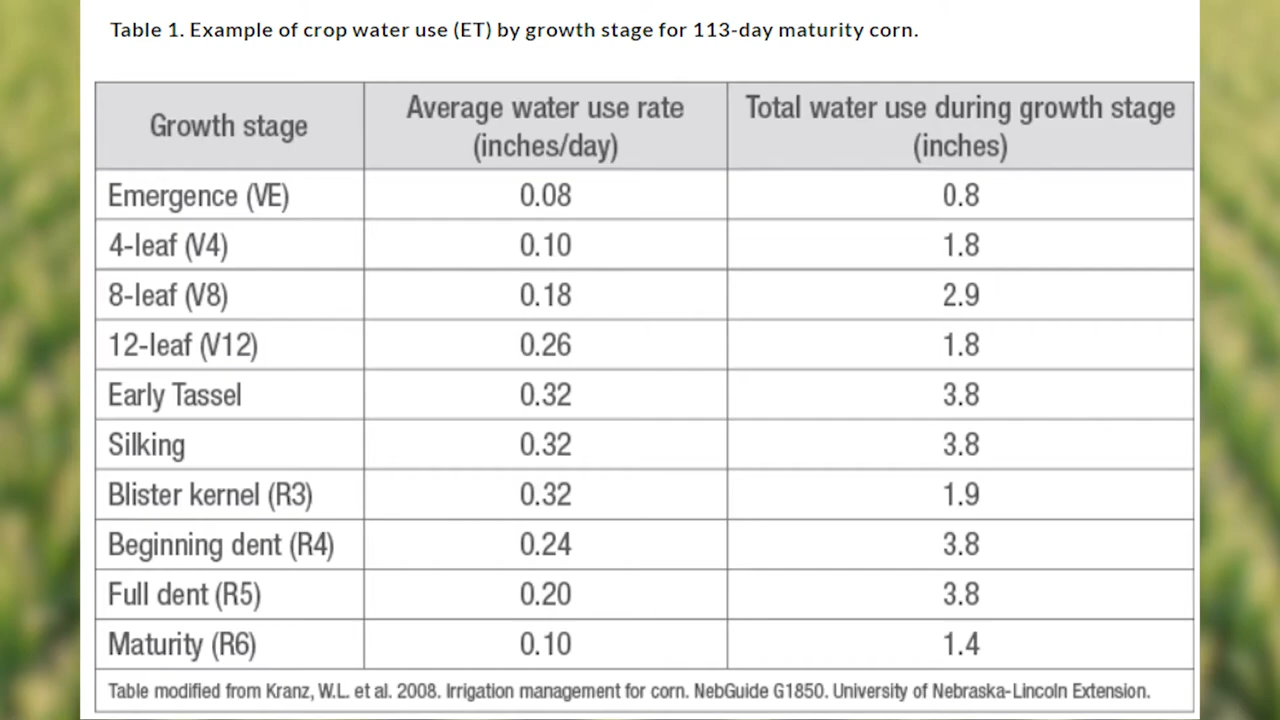 Table 1. Example of crop water use (ET) by growth stage for 113-day maturity corn.
Growth stage
Average water use rate
(inches/day)
Total water use during growth stage
(inches)
Emergence (VE) 0.08 0.8
4-leaf (V4) 0.10 1.8
8-leaf (V8) 0.18 2.9
12-leaf (V12) 0.26 1.8
Early Tassel 0.32 3.8
Silking 0.32 3.8
Blister kernel (R3) 0.32 1.9
Beginning dent (R4) 0.24 3.8
Full dent (R5) 0.20 3.8
Maturity (R6) 0.10 1.4
Table modified from Kranz, W.L. et al. 2008. Irrigation management for corn. NebGuide G1850. University of Nebraska-Lincoln Extension.